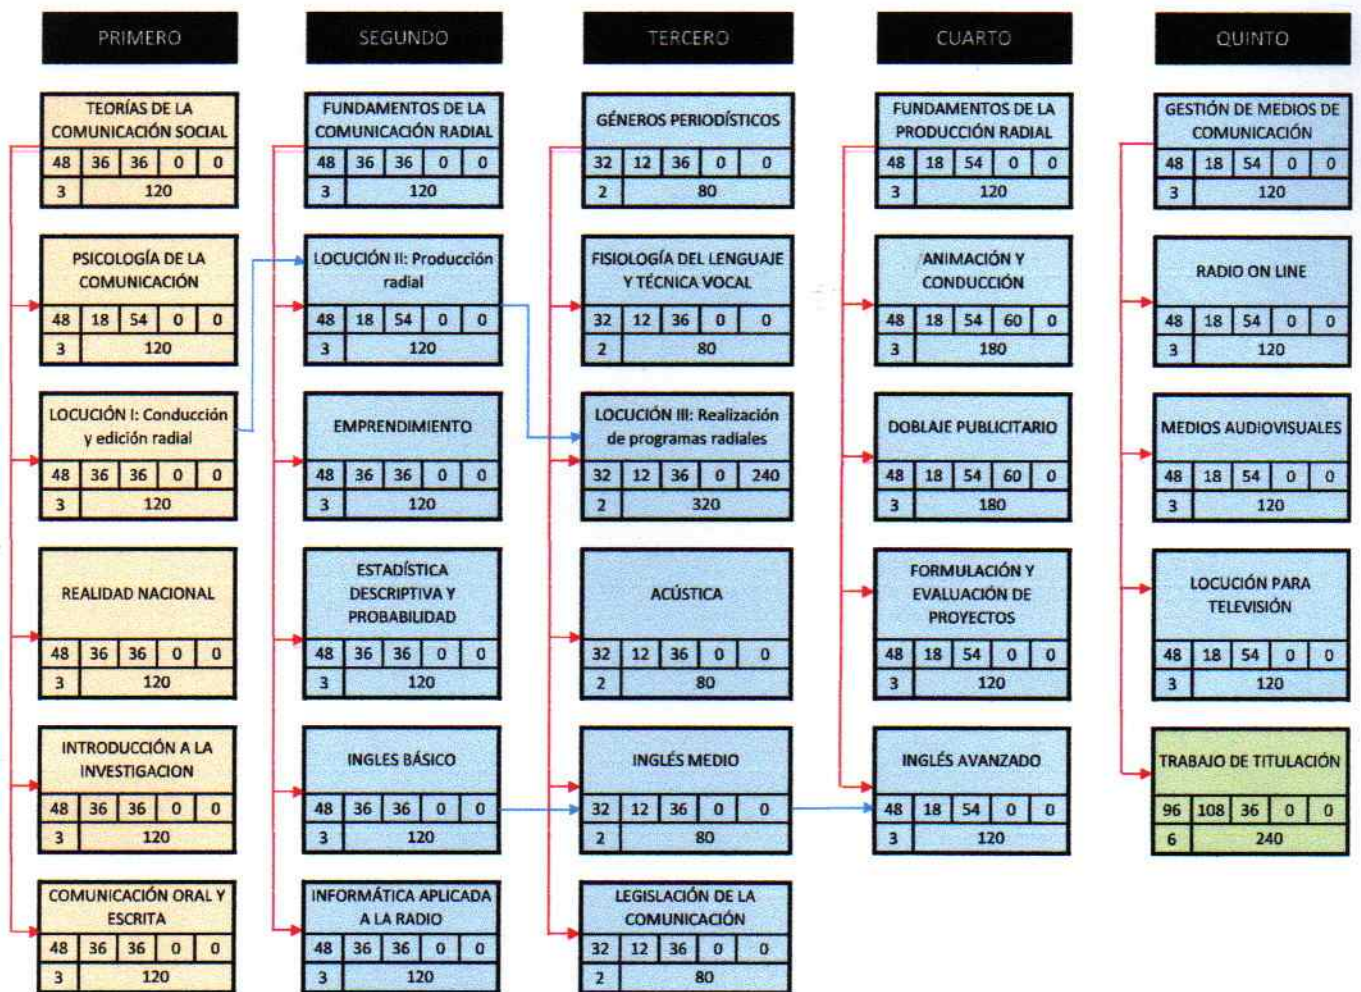 PRIMERO
TEORÍAS DE LA
COMUNICACIÓN SOCIAL
48 36 36 0 0
3 120
PSICOLOGÍA DE LA
COMUNICACIÓN
48 18 54 0 0
3 120
LOCUCIÓN I: Conducción
y edición radial
48 36 36 0 0
3 120
REALIDAD NACIONAL
48 36 36 0 0
3 120
INTRODUCCIÓN A LA
INVESTIGACION
48 36 36 0 0
3 120
COMUNICACIÓN ORAL Y
ESCRITA
48 36 36 0 0
3 120
SEGUNDO
FUNDAMENTOS DE LA
COMUNICACIÓN RADIAL
48 36 36 0 0
3 120
LOCUCIÓN II: Producción
radial
48 18 54 0 0
3 120
EMPRENDIMIENTO
48 36 36 0 0
3 120
ESTADÍSTICA
DESCRIPTIVA Y
PROBABILIDAD
48 36 36 0 0
3 120
INGLES BÁSICO
48 36 36 0 0
3 120
INFORMÁTICA APLICADA
A LA RADIO
48 36 36 0 0
3 120
TERCERO
GÉNEROS PERIODÍSTICOS
32 12 36 0 0
2 80
FISIOLOGÍA DEL LENGUAJE
Y TÉCNICA VOCAL
32 12 36 0 0
2 80
LOCUCIÓN III: Realización
de programas radiales
32 12 36 0 240
2 320
ACÚSTICA
32 12 36 0 0
2 80
INGLÉS MEDIO
32 12 36 0 0
2 80
LEGISLACIÓN DE LA
COMUNICACIÓN
32 12 36 0 0
2 80
CUARTO
FUNDAMENTOS DE LA
PRODUCCIÓN RADIAL
48 18 54 0 0
3 120
ANIMACIÓN Y
CONDUCCIÓN
48 18 54 60 0
3 180
DOBLAJE PUBLICITARIO
48 18 54 60 0
3 180
FORMULACIÓN Y
EVALUACIÓN DE
PROYECTOS
48 18 54 0 0
3 120
INGLÉS AVANZADO
48 18 54 0 0
3 120
QUINTO
GESTIÓN DE MEDIOS DE
COMUNICACIÓN
48 18 54 0 0
3 120
RADIO ON LINE
48 18 54 0 0
3 120
MEDIOS AUDIOVISUALES
48 18 54 0 0
3 120
LOCUCIÓN PARA
TELEVISIÓN
48 18 54 0 0
3 120
TRABAJO DE TITULACIÓN
96 108 36 0 0
6 240